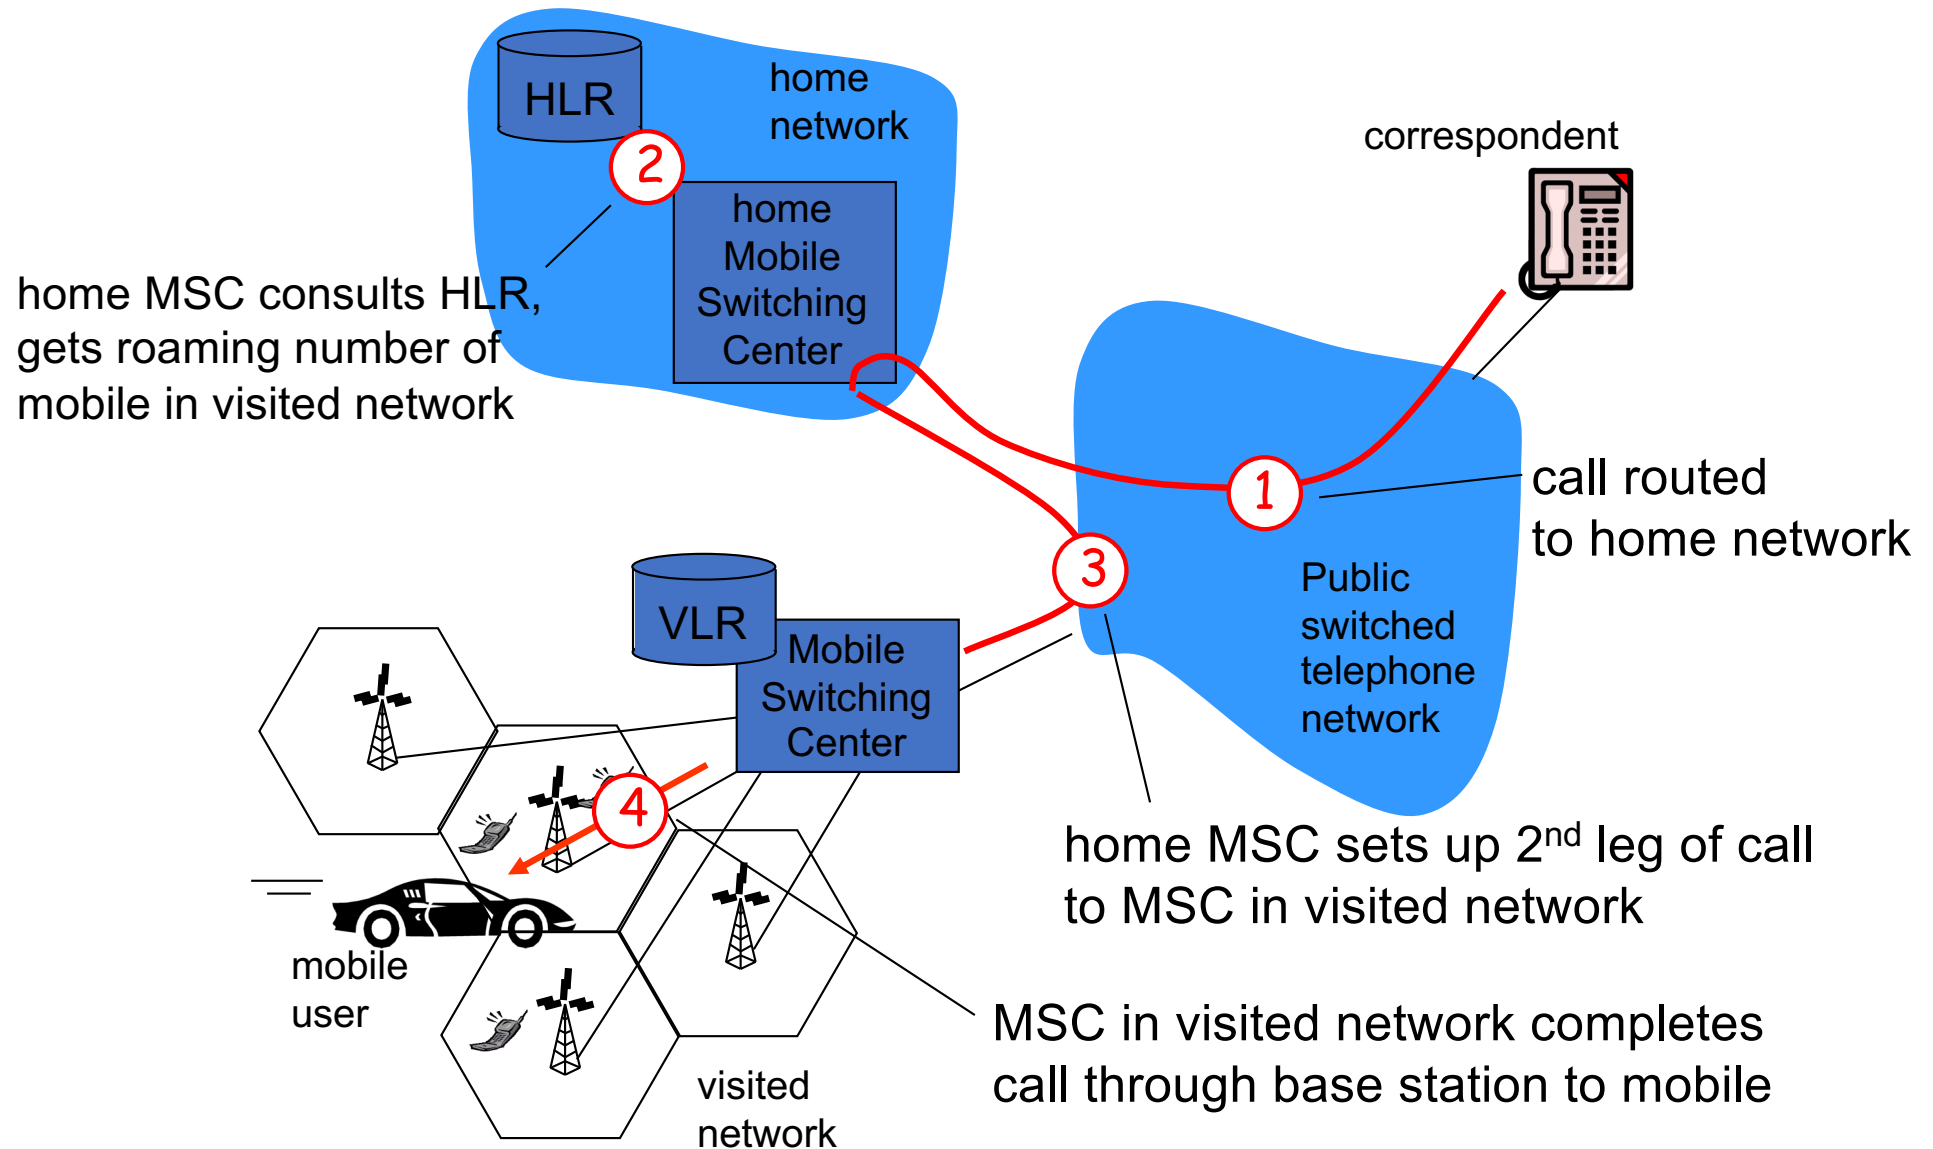 HLR
home
network
2
home
Mobile
Switching
Center
correspondent
home MSC consults HLR,
gets roaming number of
mobile in visited network
1
call routed
to home network
3
Public
switched
telephone
network
VLR
Mobile
Switching
Center
4
home MSC sets up 2nd leg of call
to MSC in visited network
mobile
user
MSC in visited network completes
call through base station to mobile
visited
network